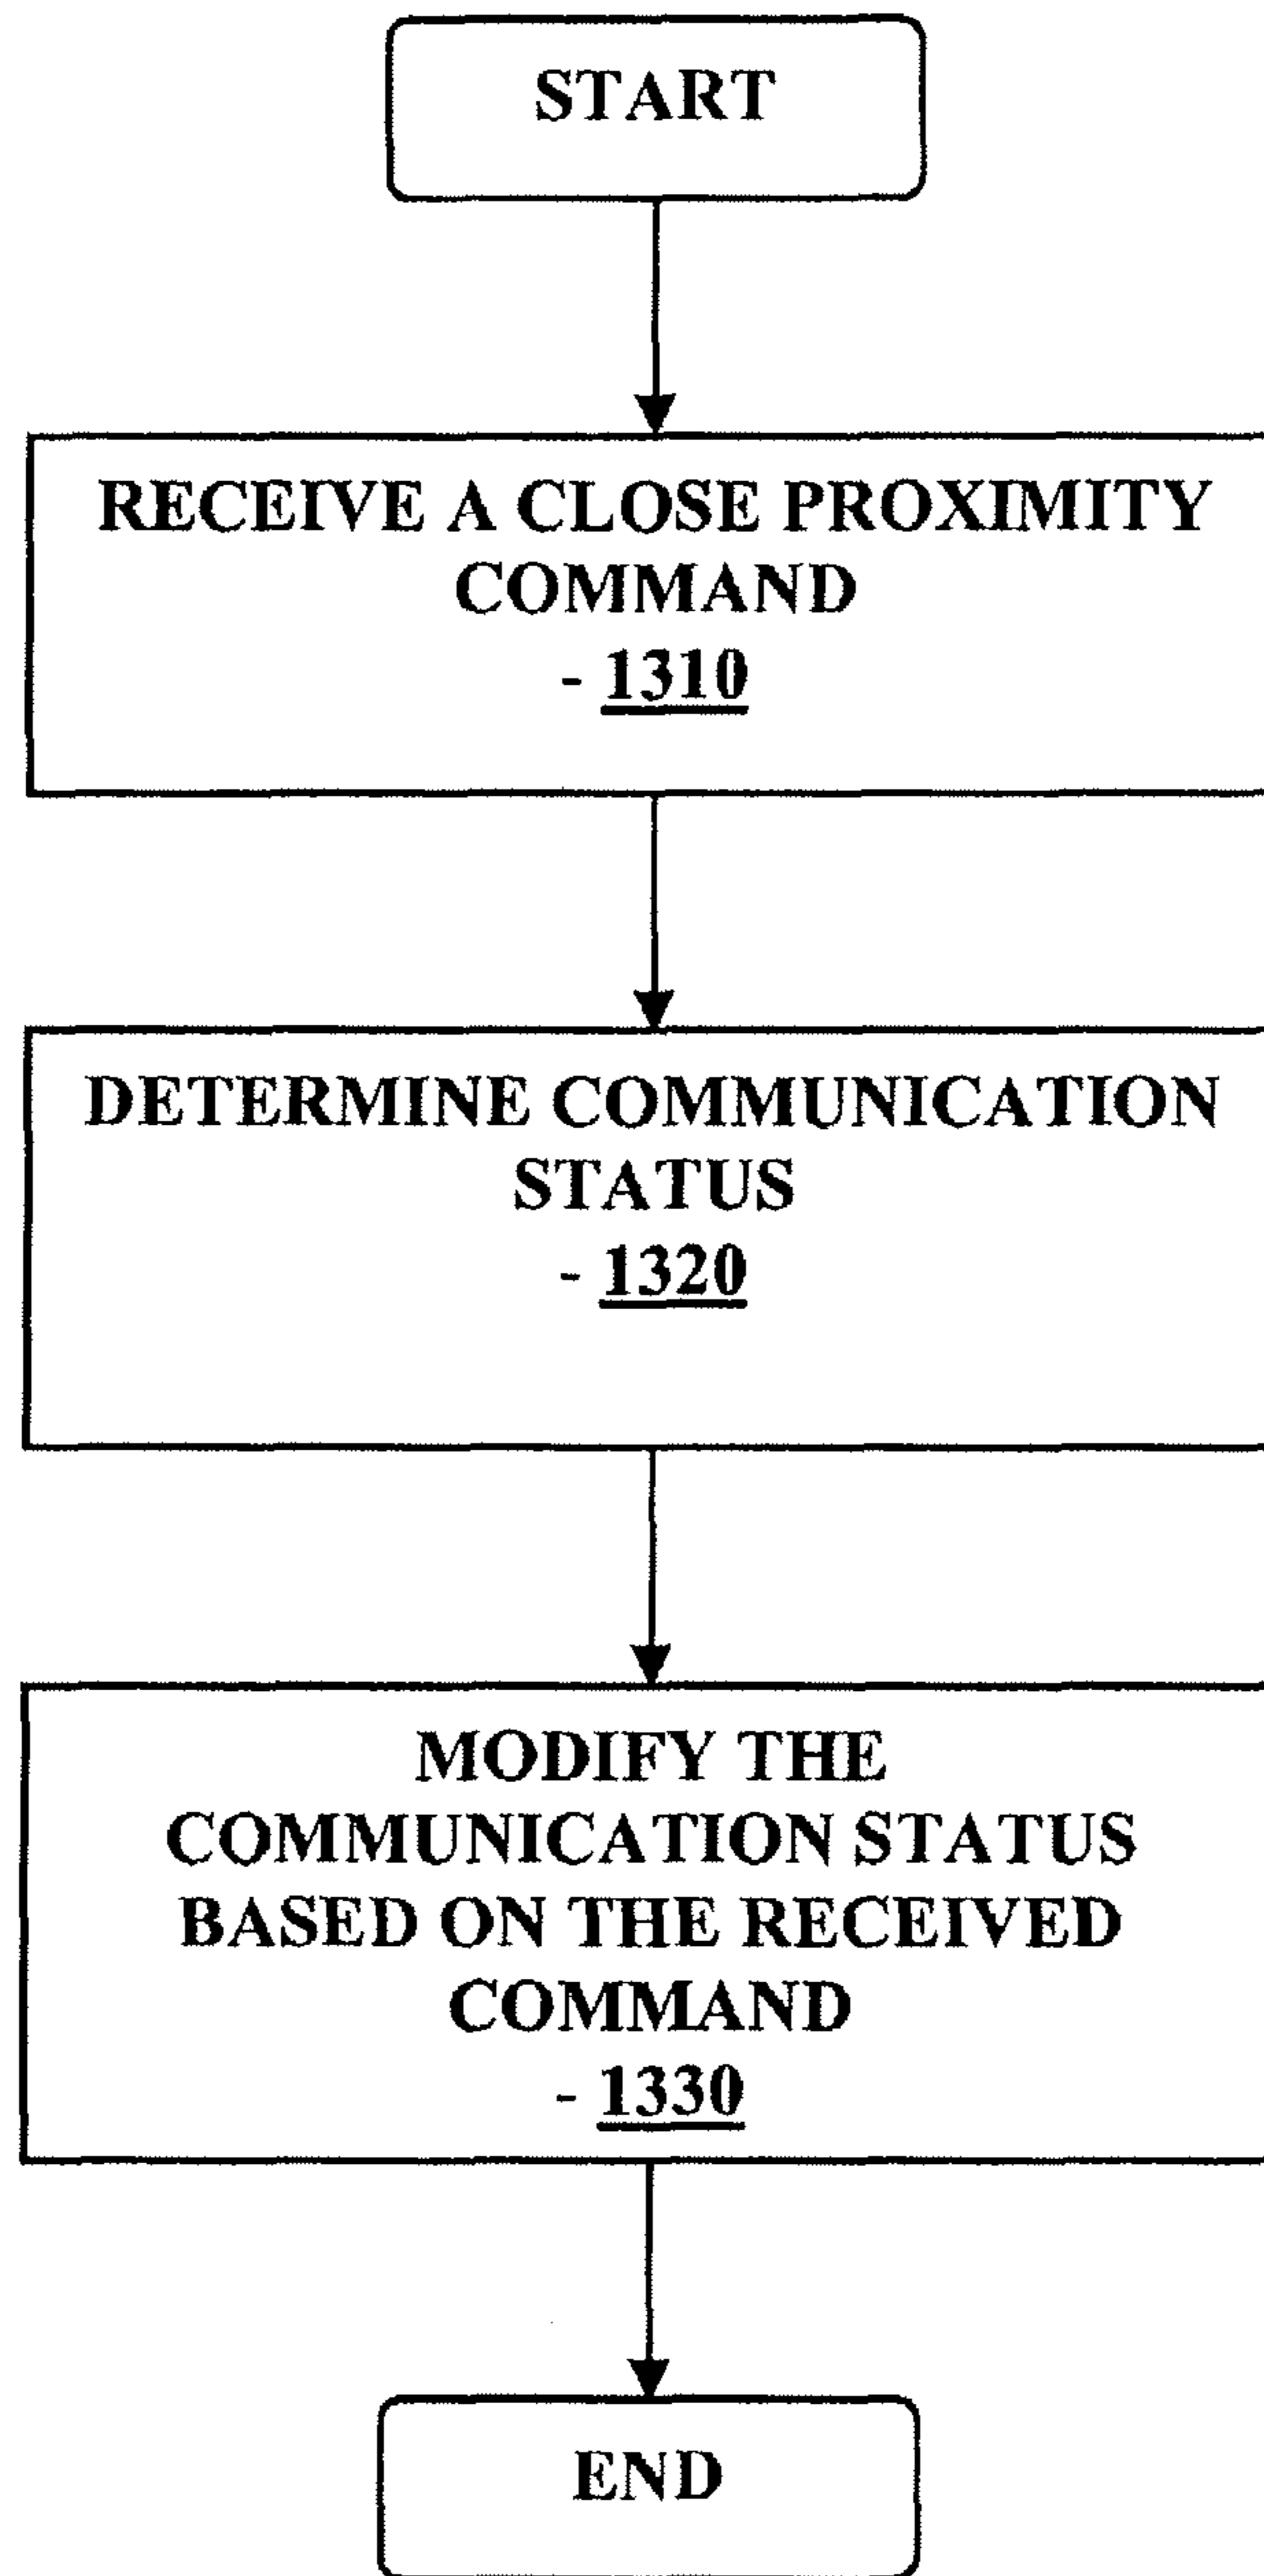 START
RECEIVE A CLOSE PROXIMITY
COMMAND
- 1310
DETERMINE COMMUNICATION
STATUS
- 1320
MODIFY THE
COMMUNICATION STATUS
BASED ON THE RECEIVED
COMMAND
- 1330
END